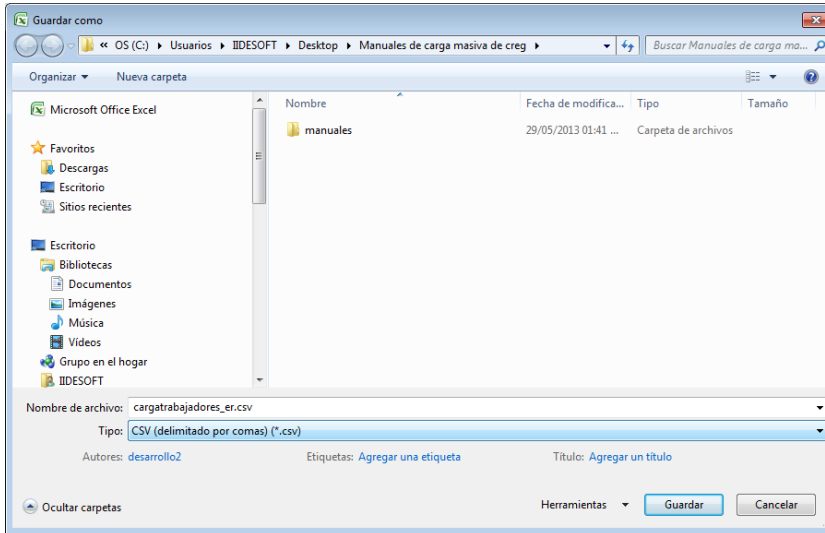 Guardar como
« OS (C:) Usuarios IIDESOFT Desktop Manuales de carga masiva de creg Buscar Manuales de carga ma...
Organizar Nueva carpeta
Microsoft Office Excel
Favoritos
Descargas
Escritorio
Sitios recientes
Escritorio
Bibliotecas
Documentos
Imágenes
Música
Vídeos
Grupo en el hogar
IIDESOFT
Nombre Fecha de modifica... Tipo Tamaño
manuales 29/05/2013 01:41 ... Carpeta de archivos
Nombre de archivo: cargatrabajadores_er.csv
Tipo: CSV (delimitado por comas) (*.csv)
Autores: desarrollo2 Etiquetas: Agregar una etiqueta Título: Agregar un título
Ocultar carpetas Herramientas Guardar Cancelar